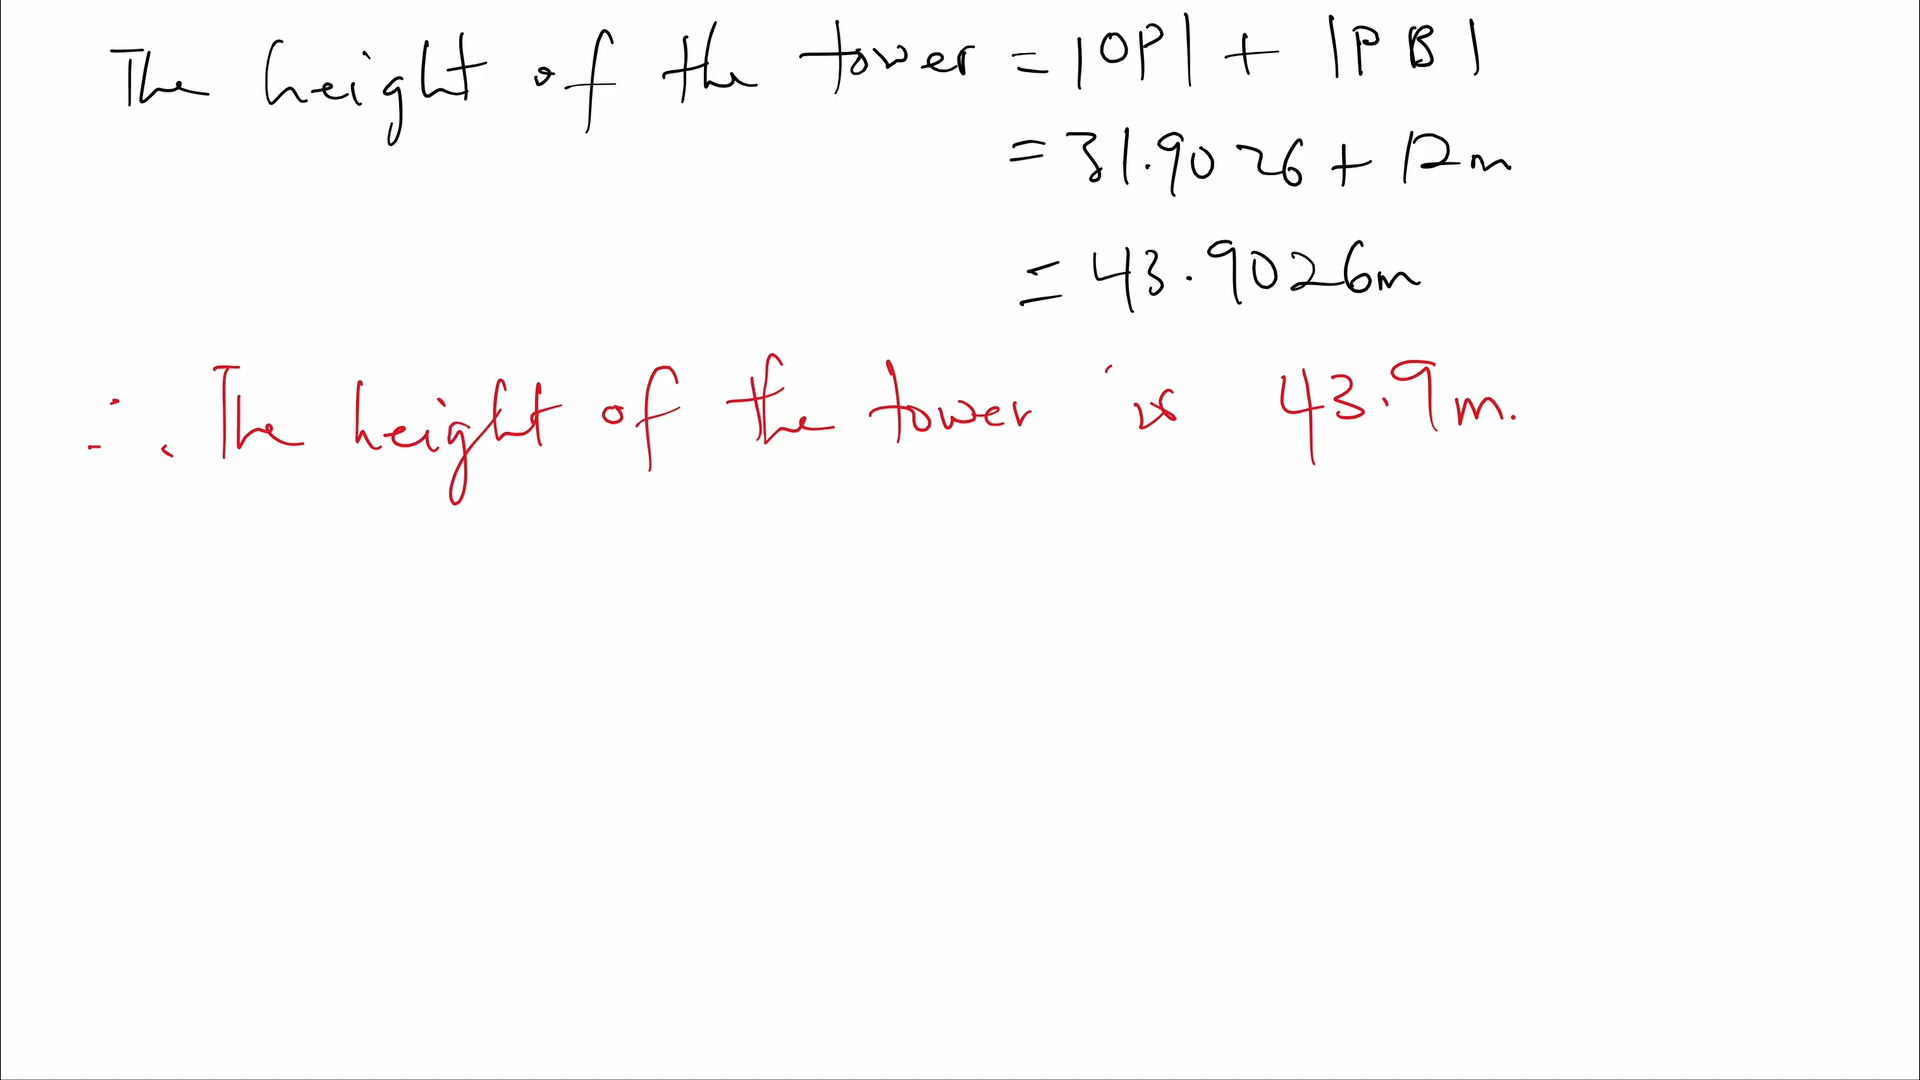 The height of the tower = |OP| + |PB|
= 31.9026 + 12m
= 43.9026m
∴ The height of the tower is 43.9m.